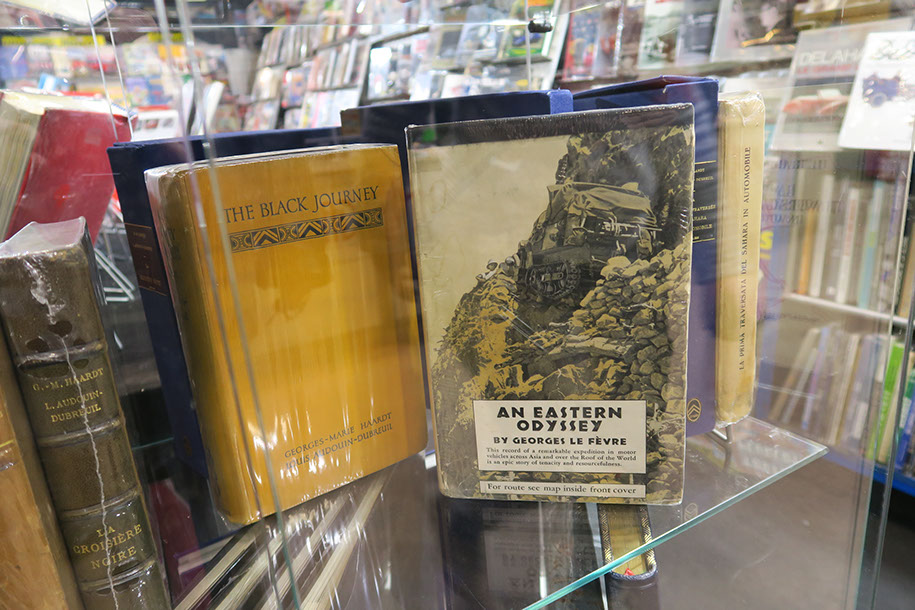 G.-M. HAARDT
L. AUDOUIN-
DUBREUIL
LA
CROISIÈRE
NOIRE
THE BLACK JOURNEY
GEORGES-MARIE HAARDT
LOUIS AUDOUIN-DUBREUIL
AN EASTERN
ODYSSEY
BY GEORGES LE FÈVRE
This record of a remarkable expedition in motor
vehicles across Asia and over the Roof of the World
is an epic story of tenacity and resourcefulness.
For route see map inside front cover
SAHARA
LA PRIMA TRAVERSATA DEL SAHARA IN AUTOMOBILE
DELAHA